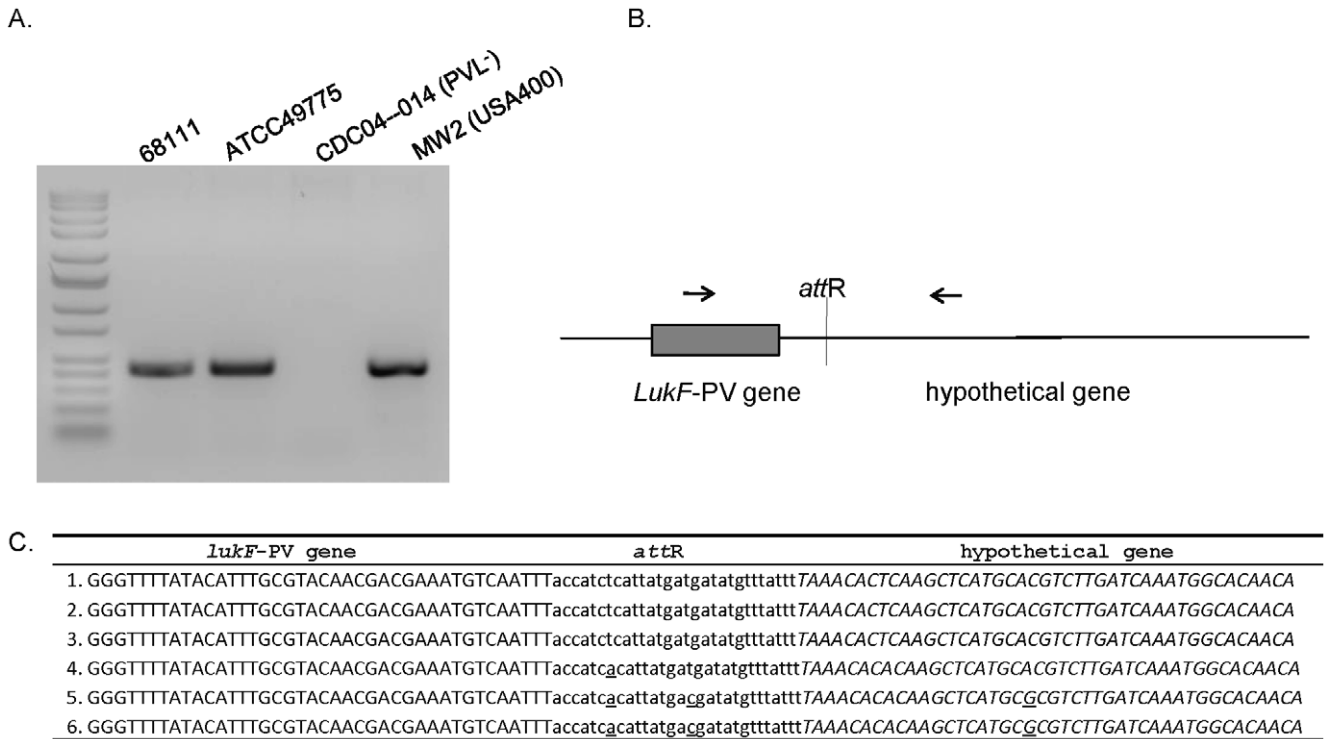 A.
B.
68111
ATCC49775
CDC04--014 (PVL-)
MW2 (USA400)
attR
LukF-PV gene
hypothetical gene
C.
lukF-PV gene attR hypothetical gene
1. GGGTTTTATACATTTGCGTACAACGACGAAATGTCAATTTaccatctcattatgatgatatgtttatttTAAACACTCAAGCTCATGCACGTCTTGATCAAATGGCACAACA
2. GGGTTTTATACATTTGCGTACAACGACGAAATGTCAATTTaccatctcattatgatgatatgtttatttTAAACACTCAAGCTCATGCACGTCTTGATCAAATGGCACAACA
3. GGGTTTTATACATTTGCGTACAACGACGAAATGTCAATTTaccatctcattatgatgatatgtttatttTAAACACTCAAGCTCATGCACGTCTTGATCAAATGGCACAACA
4. GGGTTTTATACATTTGCGTACAACGACGAAATGTCAATTTaccatcacattatgatgatatgtttatttTAAACACACAAGCTCATGCACGTCTTGATCAAATGGCACAACA
5. GGGTTTTATACATTTGCGTACAACGACGAAATGTCAATTTaccatcacattatgacgatatgtttatttTAAACACACAAGCTCATGCGCGTCTTGATCAAATGGCACAACA
6. GGGTTTTATACATTTGCGTACAACGACGAAATGTCAATTTaccatcacattatgacgatatgtttatttTAAACACACAAGCTCATGCGCGTCTTGATCAAATGGCACAACA